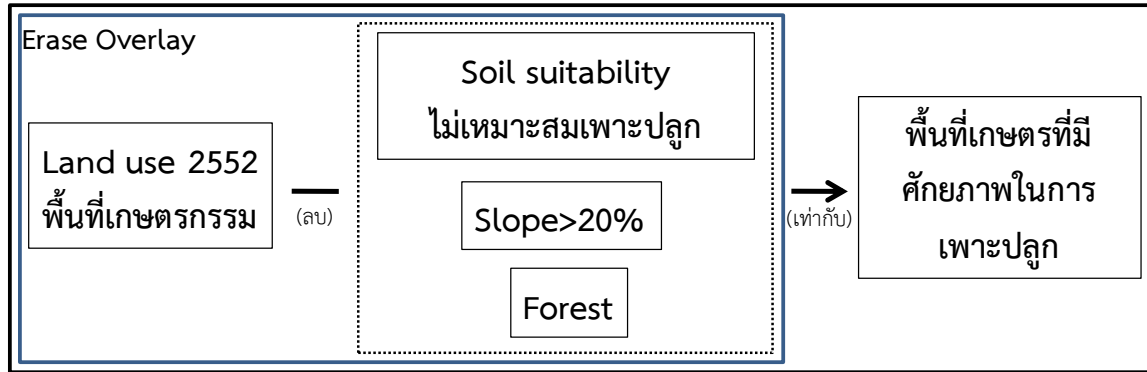 Erase Overlay
Land use 2552
พื้นที่เกษตรกรรม
(ลบ)
Soil suitability
ไม่เหมาะสมเพาะปลูก
Slope>20%
Forest
(เท่ากับ)
พื้นที่เกษตรที่มี
ศักยภาพในการ
เพาะปลูก